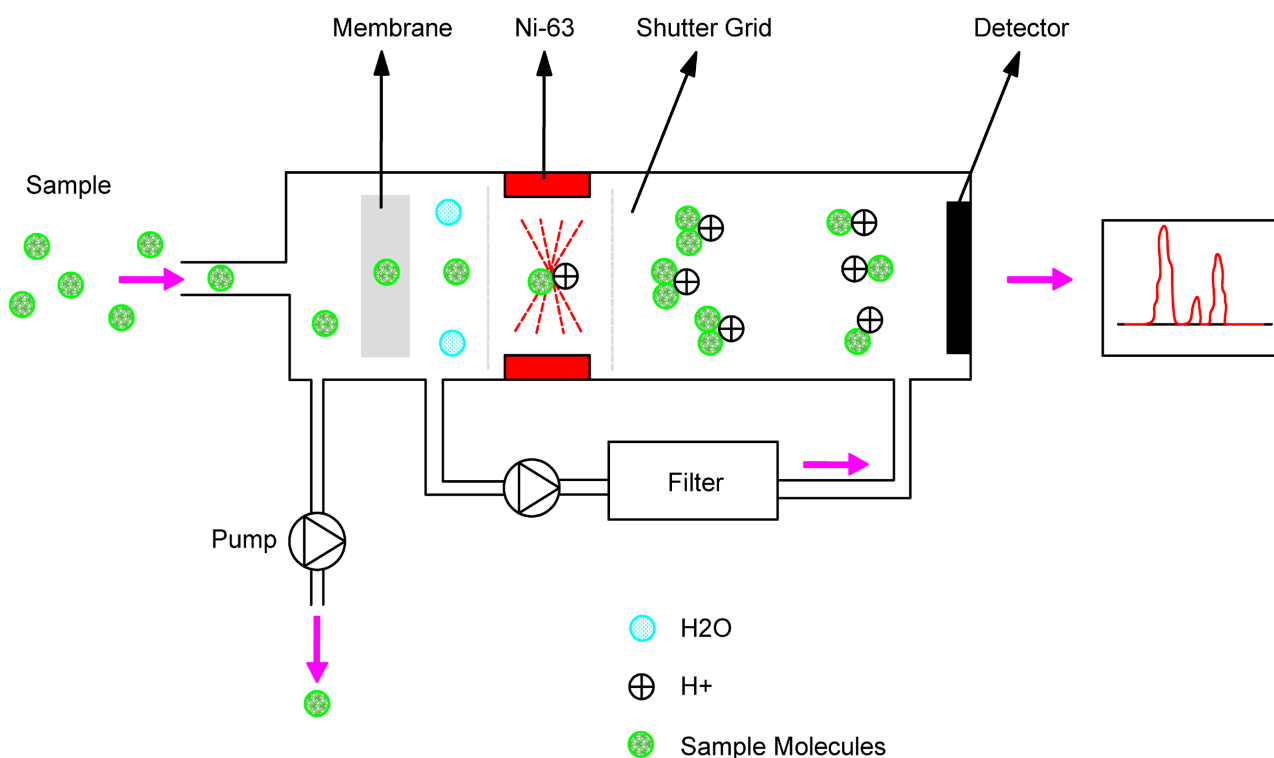 Membrane
Ni-63
Shutter Grid
Detector
Sample
Filter
Pump
H2O
H+
Sample Molecules